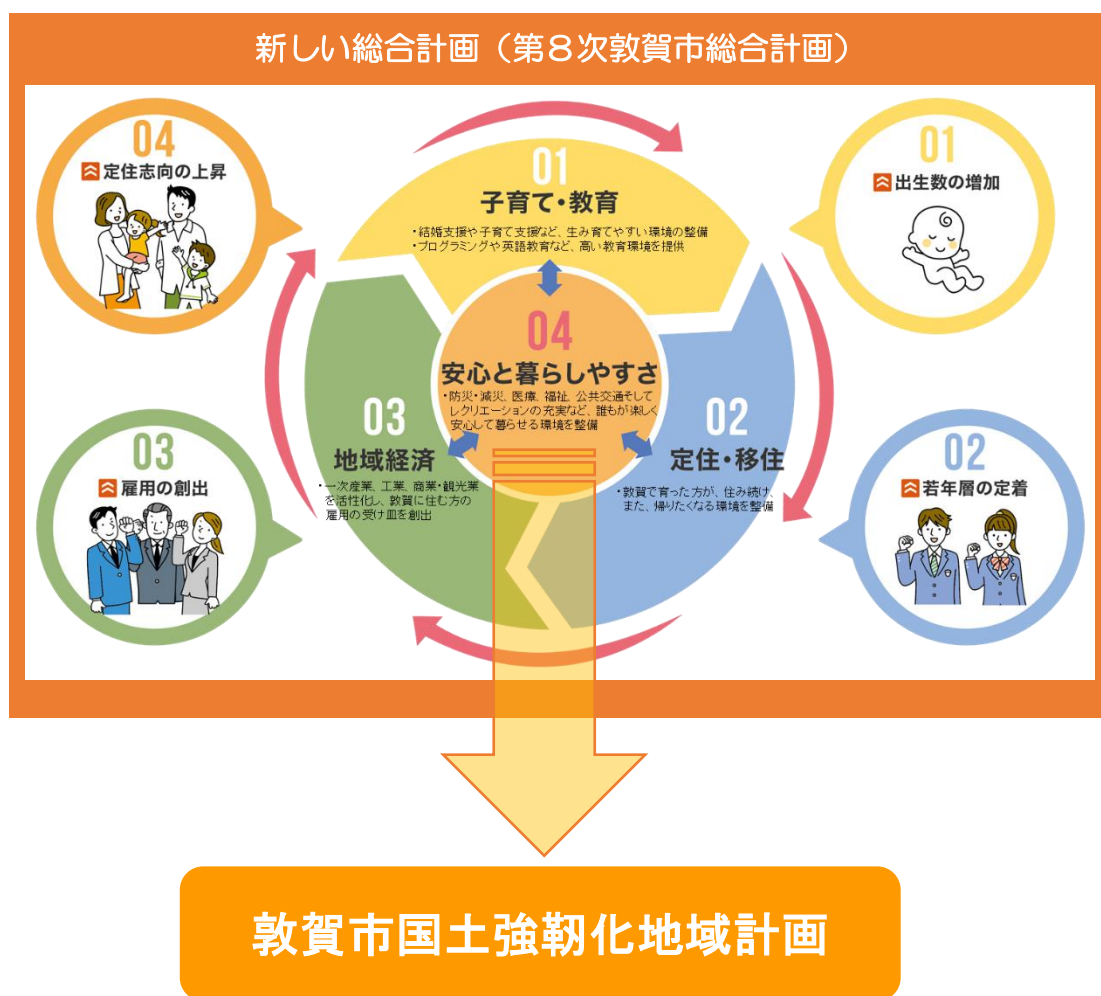 新しい総合計画（第８次敦賀市総合計画）
04
定住志向の上昇
01
出生数の増加
01
子育て・教育
・結婚支援や子育て支援など、生み育てやすい環境の整備
・プログラミングや英語教育など、高い教育環境を提供
04
安心と暮らしやすさ
・防災・減災、医療、福祉、公共交通そして
レクリエーションの充実など、誰もが楽しく
安心して暮らせる環境を整備
03
地域経済
・一次産業、工業、商業・観光業
を活性化し、敦賀に住む方の
雇用の受け皿を創出
02
定住・移住
・敦賀で育った方が、住み続け、
また、帰りたくなる環境を整備
03
雇用の創出
02
若年層の定着
敦賀市国土強靭化地域計画